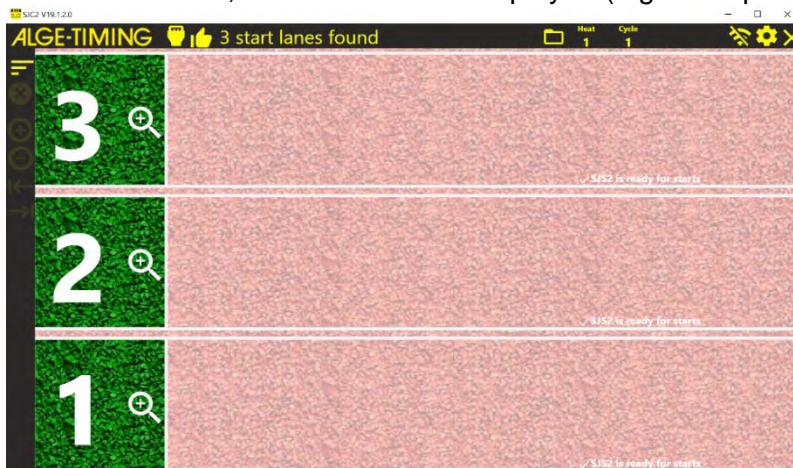 SJC2 V19.1.2.0
ALGE-TIMING 3 start lanes found Heat 1 Cycle 1
3
✓SJS2 is ready for starts
2
✓SJS2 is ready for starts
1
✓SJS2 is ready for starts